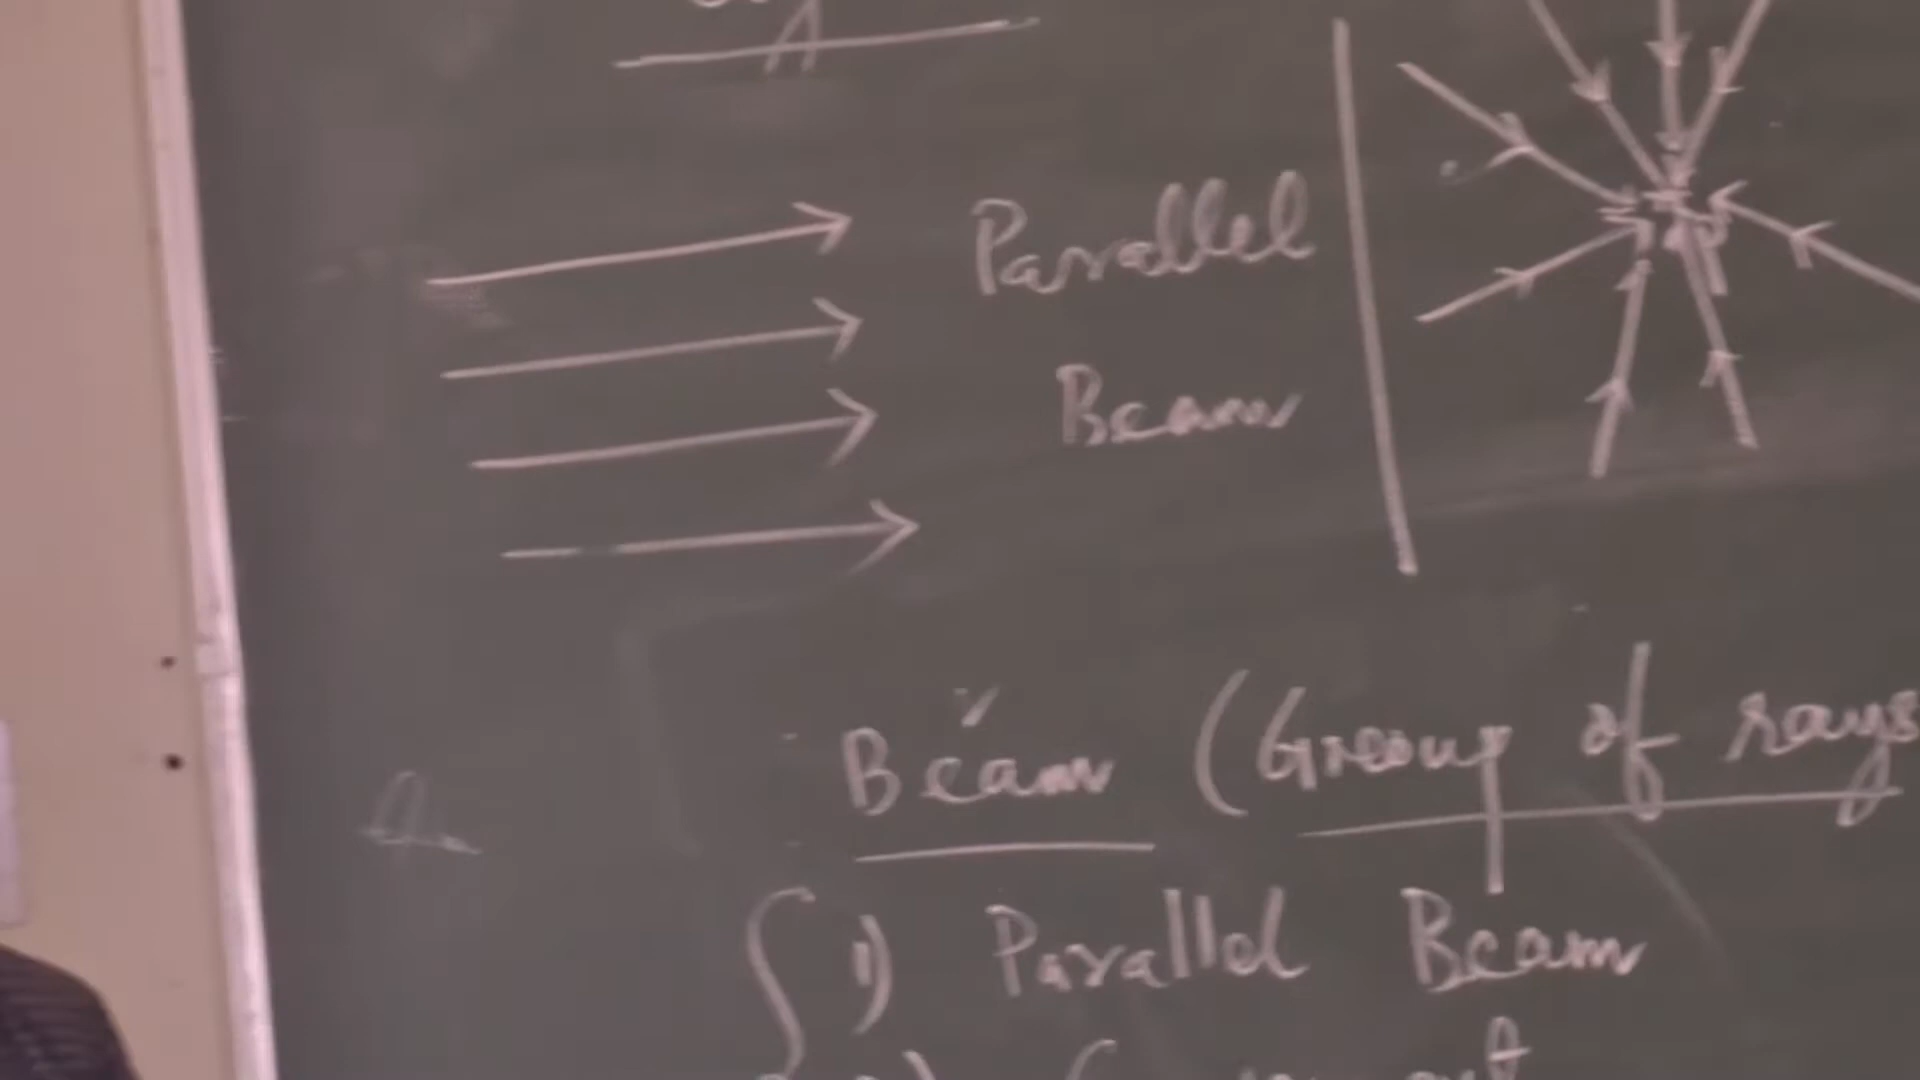 Parallel
Beam
Beam (Group of rays
1) Parallel Beam